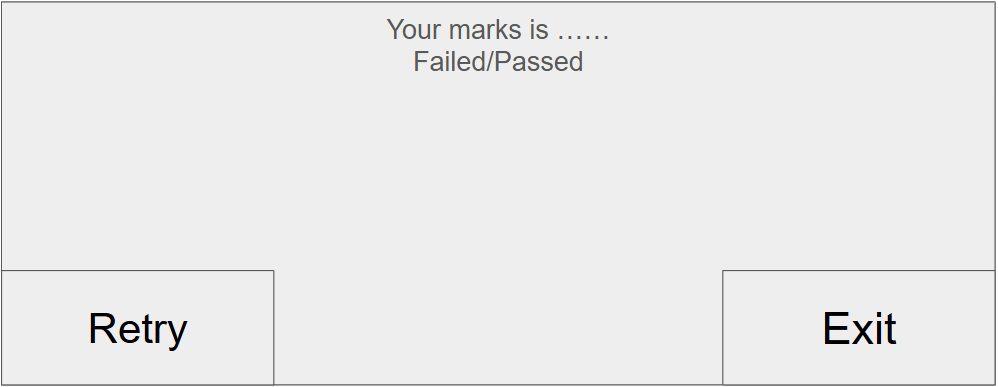 Your marks is ……
Failed/Passed
Retry
Exit